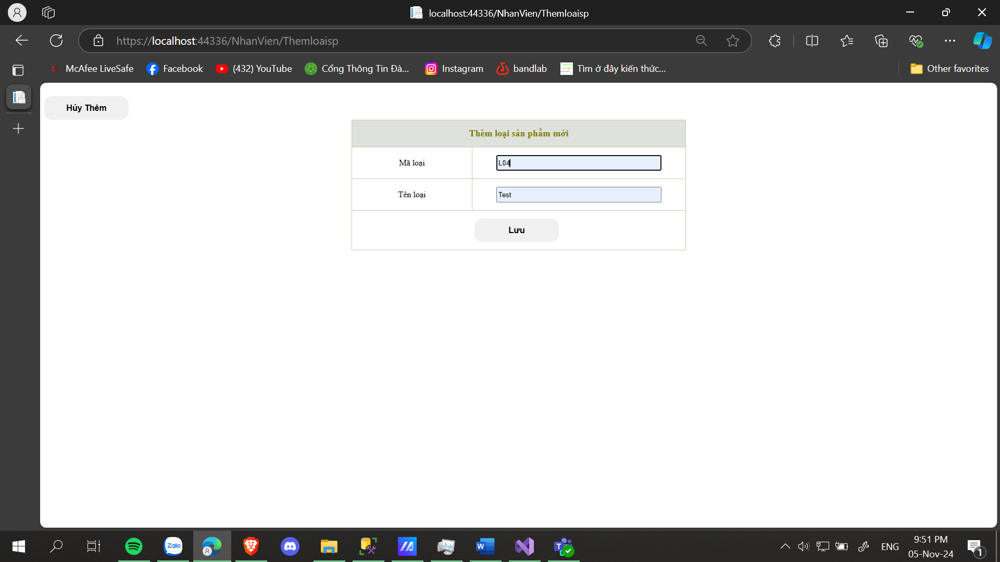 localhost:44336/NhanVien/Themloaisp
https://localhost:44336/NhanVien/Themloaisp
McAfee LiveSafe
Facebook
(432) YouTube
Cổng Thông Tin Đà...
Instagram
bandlab
Tìm ở đây kiến thức...
Other favorites
Hủy Thêm
Thêm loại sản phẩm mới
Mã loại
L04
Tên loại
Test
Lưu
Zalo
W
T
ENG
9:51 PM
05-Nov-24
1